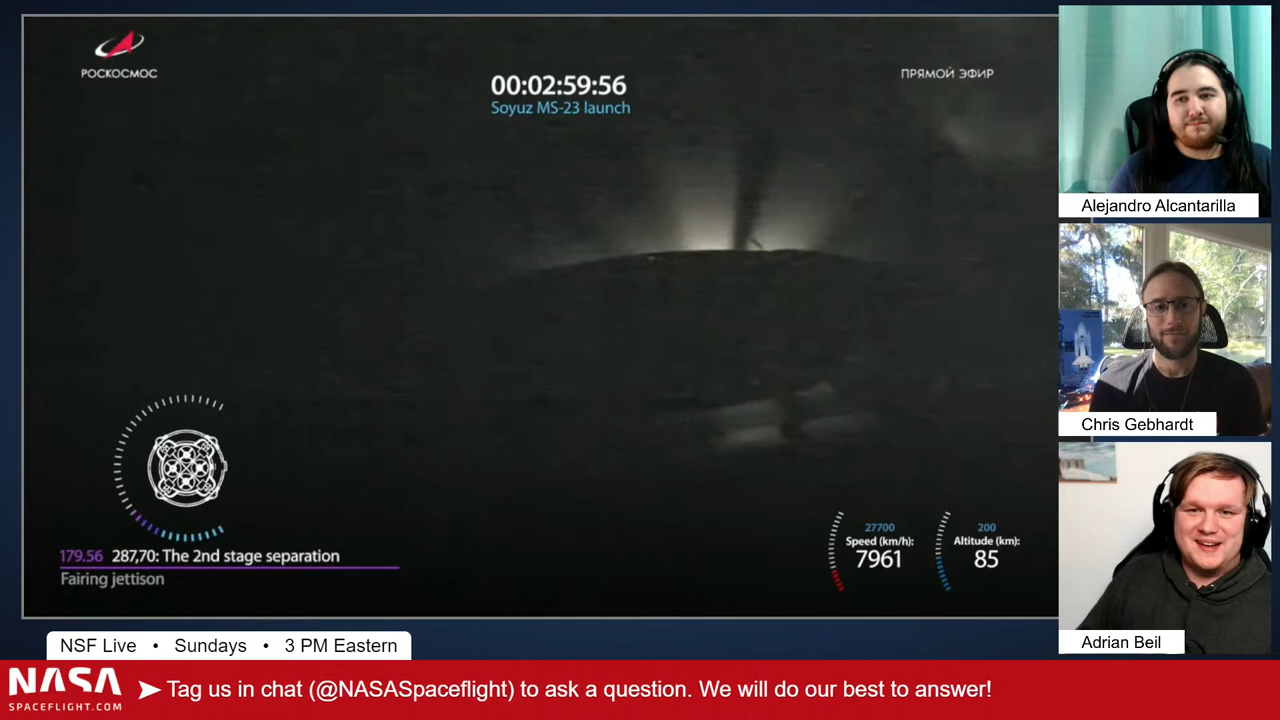 РОСКОСМОС
00:02:59:56
Soyuz MS-23 launch
ПРЯМОЙ ЭФИР
179.56 287,70: The 2nd stage separation
Fairing jettison
27700
Speed (km/h):
7961
200
Altitude (km):
85
Alejandro Alcantarilla
Chris Gebhardt
Adrian Beil
NSF Live • Sundays • 3 PM Eastern
NASA
SPACEFLIGHT.COM
Tag us in chat (@NASASpaceflight) to ask a question. We will do our best to answer!